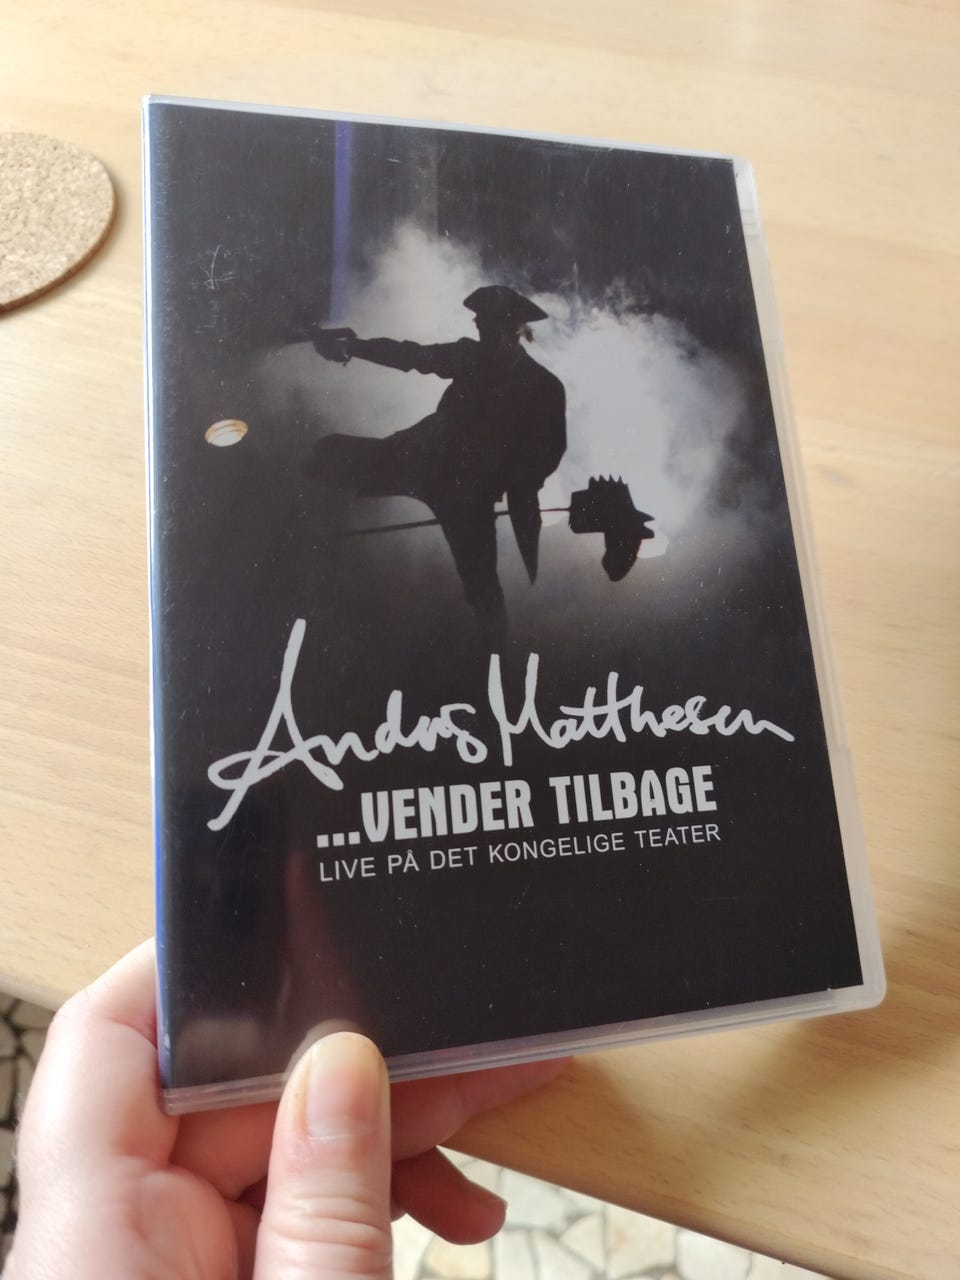 Anders Matthesen
...VENDER TILBAGE
LIVE PÅ DET KONGELIGE TEATER